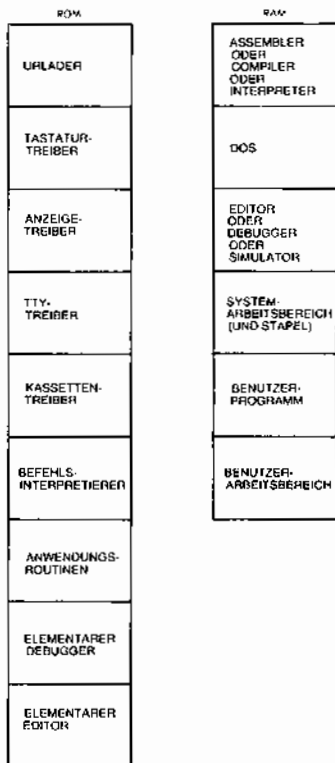 ROM
URLADER
TASTATUR-
TREIBER
ANZEIGE-
TREIBER
TTY-
TREIBER
KASSETTEN-
TREIBER
BEFEHLS-
INTERPRETIERER
ANWENDUNGS-
ROUTINEN
ELEMENTARER
DEBUGGER
ELEMENTARER
EDITOR
RAM
ASSEMBLER
ODER
COMPILER
ODER
INTERPRETER
DOS
EDITOR
ODER
DEBUGGER
ODER
SIMULATOR
SYSTEM-
ARBEITSBEREICH
(UND STAPEL)
BENUTZER-
PROGRAMM
BENUTZER-
ARBEITSBEREICH